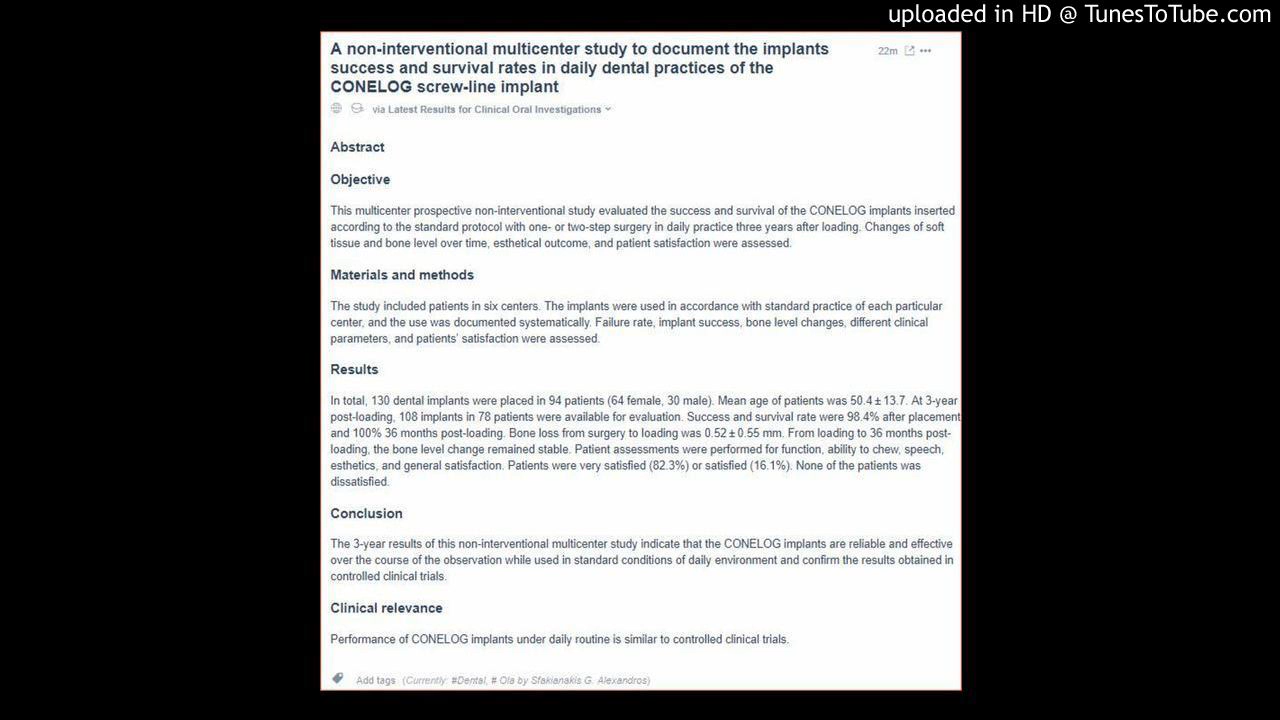 uploaded in HD @ TunesToTube.com
A non-interventional multicenter study to document the implants
success and survival rates in daily dental practices of the
CONELOG screw-line implant
22m
via Latest Results for Clinical Oral Investigations
Abstract
Objective
This multicenter prospective non-interventional study evaluated the success and survival of the CONELOG implants inserted
according to the standard protocol with one- or two-step surgery in daily practice three years after loading. Changes of soft
tissue and bone level over time, esthetical outcome, and patient satisfaction were assessed.
Materials and methods
The study included patients in six centers. The implants were used in accordance with standard practice of each particular
center, and the use was documented systematically. Failure rate, implant success, bone level changes, different clinical
parameters, and patients' satisfaction were assessed.
Results
In total, 130 dental implants were placed in 94 patients (64 female, 30 male). Mean age of patients was 50.4 ± 13.7. At 3-year
post-loading, 108 implants in 78 patients were available for evaluation. Success and survival rate were 98.4% after placement
and 100% 36 months post-loading. Bone loss from surgery to loading was 0.52 ± 0.55 mm. From loading to 36 months post-
loading, the bone level change remained stable. Patient assessments were performed for function, ability to chew, speech,
esthetics, and general satisfaction. Patients were very satisfied (82.3%) or satisfied (16.1%). None of the patients was
dissatisfied.
Conclusion
The 3-year results of this non-interventional multicenter study indicate that the CONELOG implants are reliable and effective
over the course of the observation while used in standard conditions of daily environment and confirm the results obtained in
controlled clinical trials.
Clinical relevance
Performance of CONELOG implants under daily routine is similar to controlled clinical trials.
Add tags (Currently: #Dental, # Ola by Sfakianakis G. Alexandros)